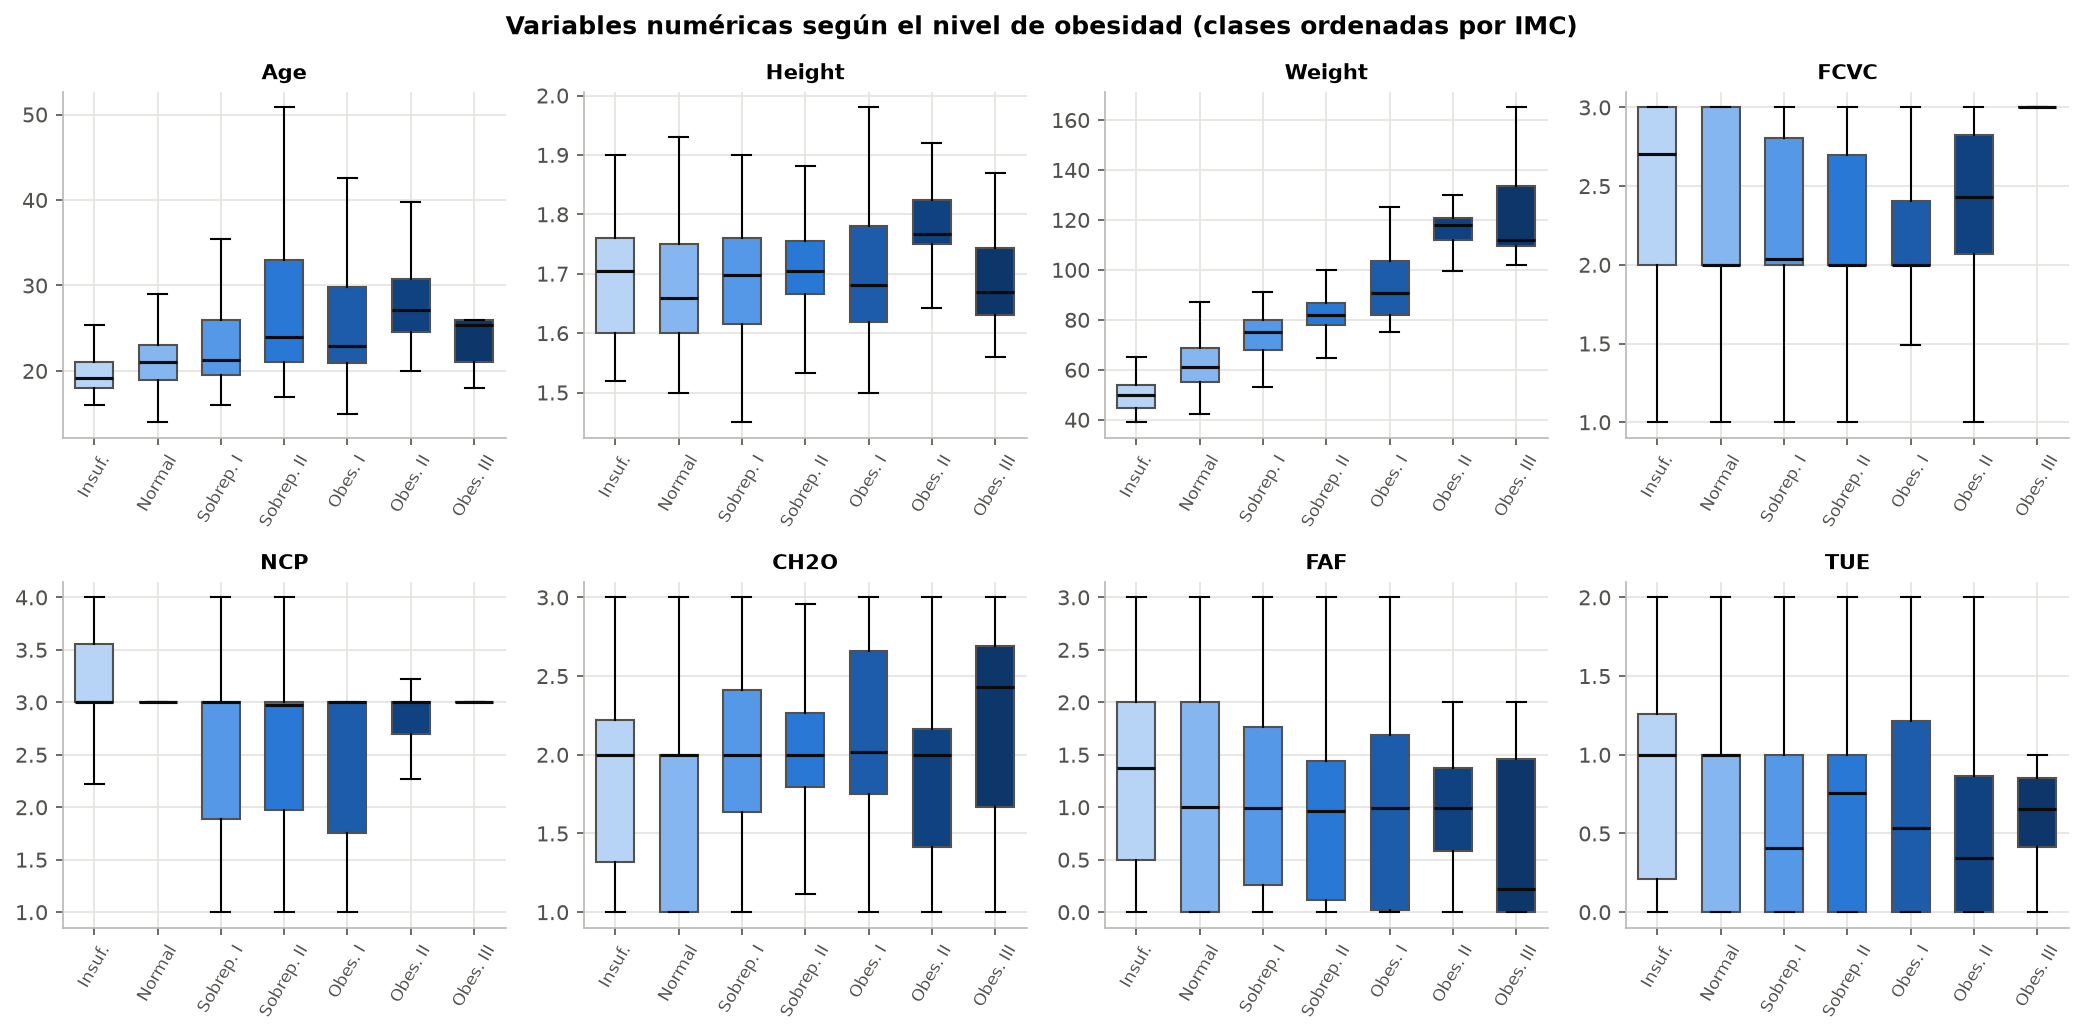 Variables numéricas según el nivel de obesidad (clases ordenadas por IMC)
Age
50
40
30
20
Insuf.
Normal
Sobrep. I
Sobrep. II
Obes. I
Obes. II
Obes. III
Height
2.0
1.9
1.8
1.7
1.6
1.5
Insuf.
Normal
Sobrep. I
Sobrep. II
Obes. I
Obes. II
Obes. III
Weight
160
140
120
100
80
60
40
Insuf.
Normal
Sobrep. I
Sobrep. II
Obes. I
Obes. II
Obes. III
FCVC
3.0
2.5
2.0
1.5
1.0
Insuf.
Normal
Sobrep. I
Sobrep. II
Obes. I
Obes. II
Obes. III
NCP
4.0
3.5
3.0
2.5
2.0
1.5
1.0
Insuf.
Normal
Sobrep. I
Sobrep. II
Obes. I
Obes. II
Obes. III
CH2O
3.0
2.5
2.0
1.5
1.0
Insuf.
Normal
Sobrep. I
Sobrep. II
Obes. I
Obes. II
Obes. III
FAF
3.0
2.5
2.0
1.5
1.0
0.5
0.0
Insuf.
Normal
Sobrep. I
Sobrep. II
Obes. I
Obes. II
Obes. III
TUE
2.0
1.5
1.0
0.5
0.0
Insuf.
Normal
Sobrep. I
Sobrep. II
Obes. I
Obes. II
Obes. III